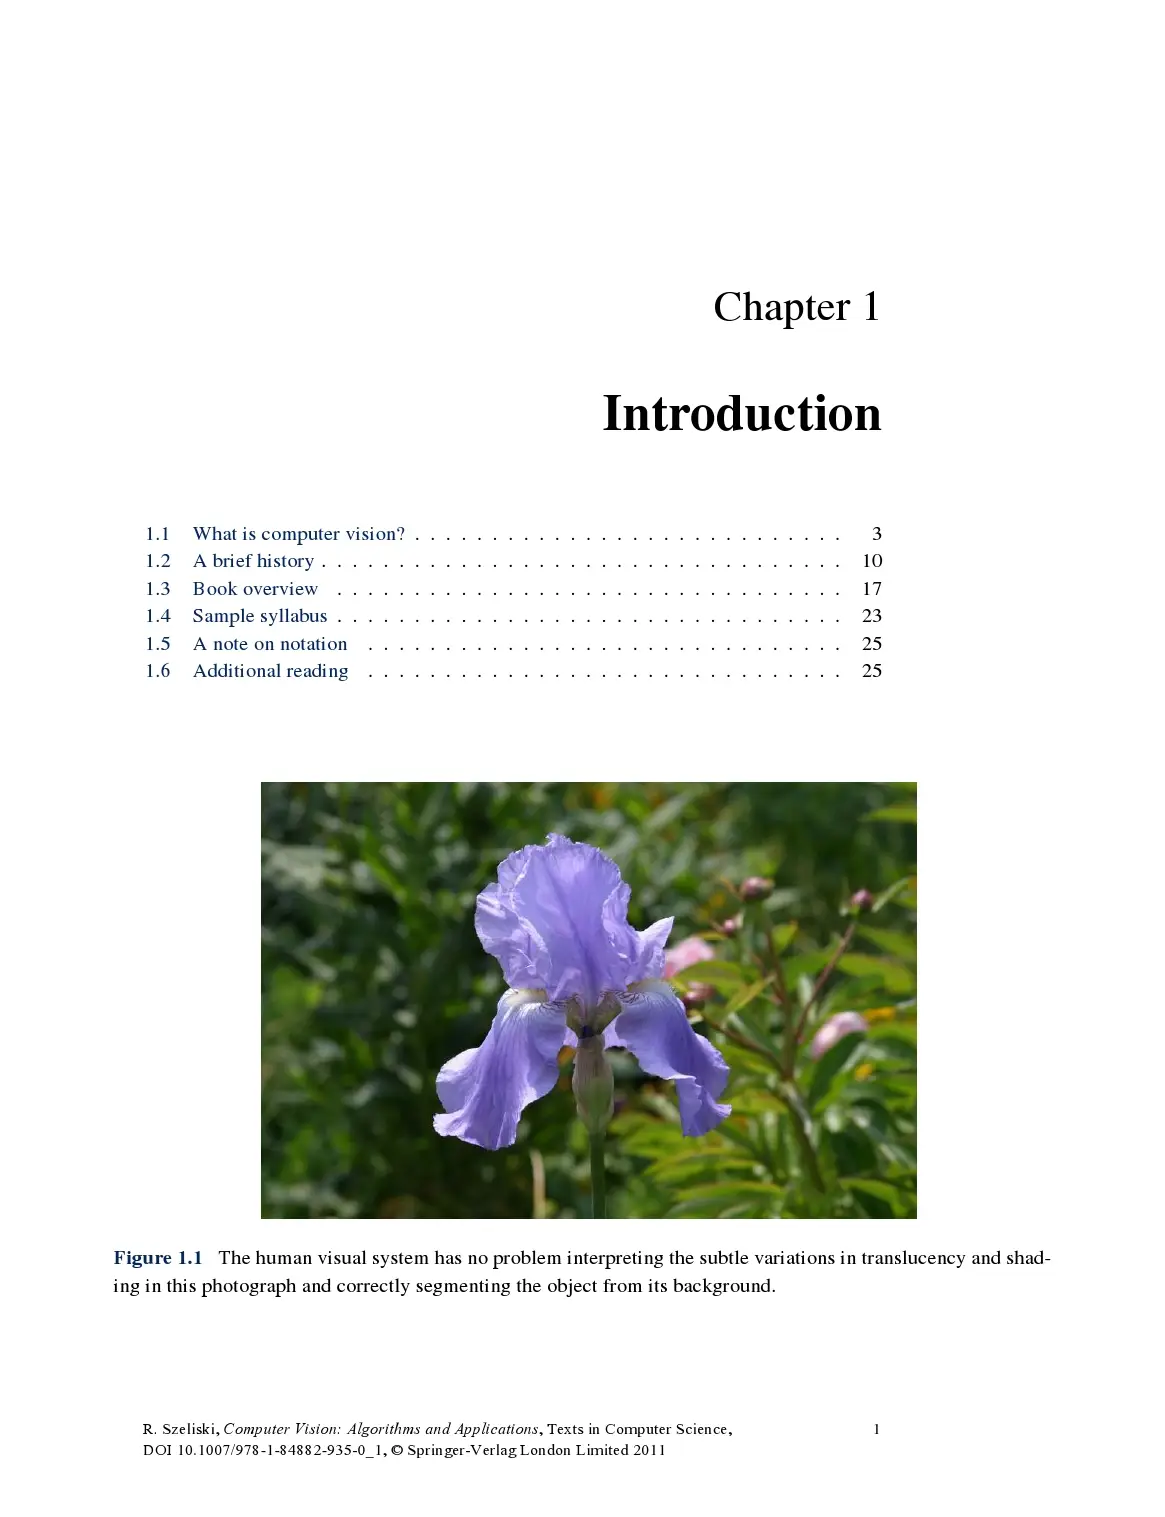 Chapter 1
Introduction
1.1 What is computer vision? . . . . . . . . . . . . . . . . . . . . . . . . . . . . 3
1.2 A brief history . . . . . . . . . . . . . . . . . . . . . . . . . . . . . . . . . . 10
1.3 Book overview . . . . . . . . . . . . . . . . . . . . . . . . . . . . . . . . . 17
1.4 Sample syllabus . . . . . . . . . . . . . . . . . . . . . . . . . . . . . . . . . 23
1.5 A note on notation . . . . . . . . . . . . . . . . . . . . . . . . . . . . . . . 25
1.6 Additional reading . . . . . . . . . . . . . . . . . . . . . . . . . . . . . . . 25
Figure 1.1 The human visual system has no problem interpreting the subtle variations in translucency and shad-
ing in this photograph and correctly segmenting the object from its background.
R. Szeliski, Computer Vision: Algorithms and Applications, Texts in Computer Science, 1
DOI 10.1007/978-1-84882-935-0_1, © Springer-Verlag London Limited 2011